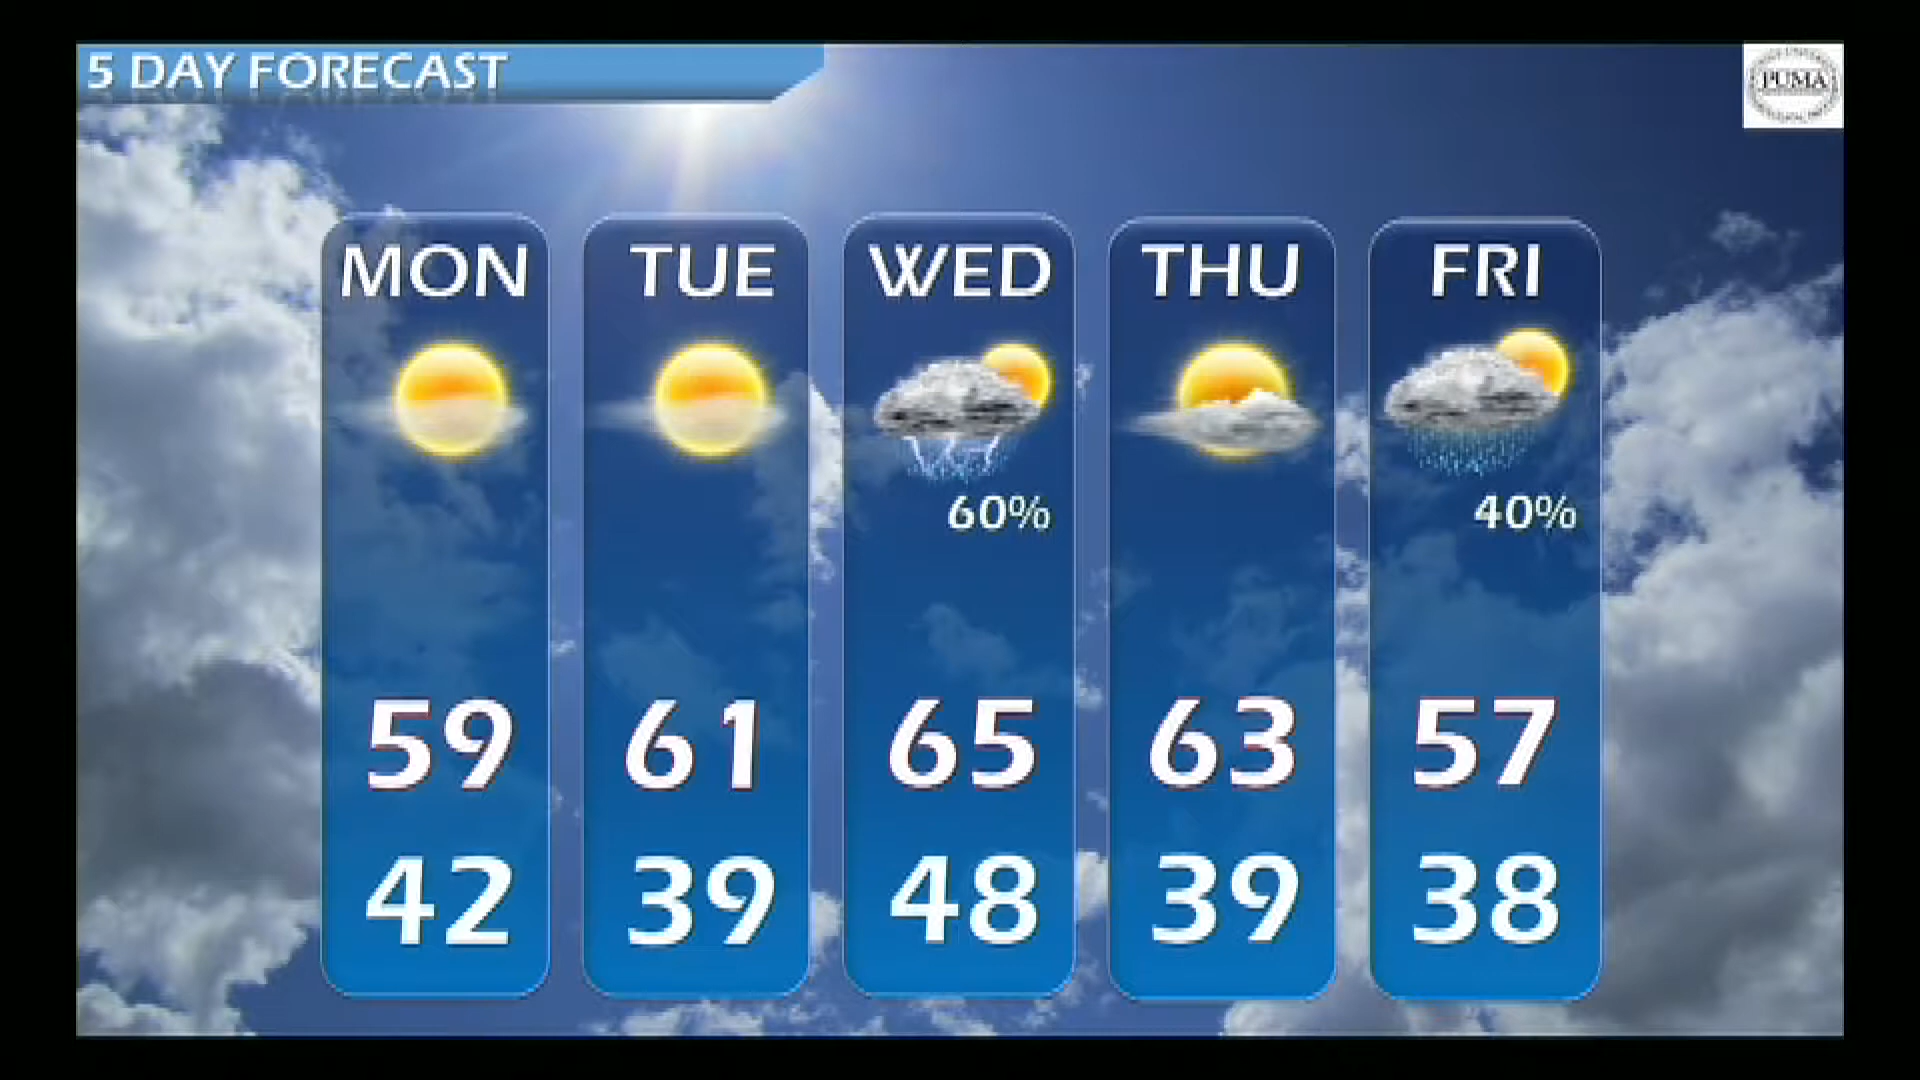 5 DAY FORECAST
PUMA
MON TUE WED THU FRI
60% 40%
59 61 65 63 57
42 39 48 39 38